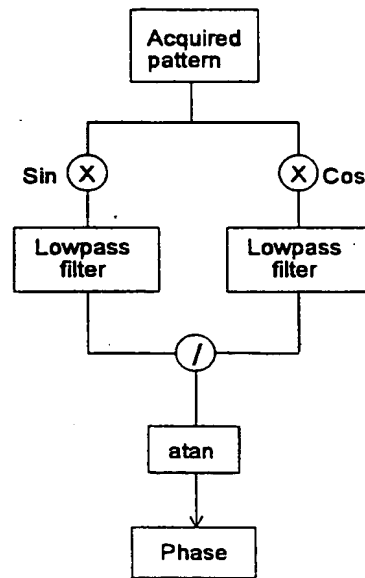 Acquired
pattern
Sin X X Cos
Lowpass
filter
Lowpass
filter
/
atan
Phase